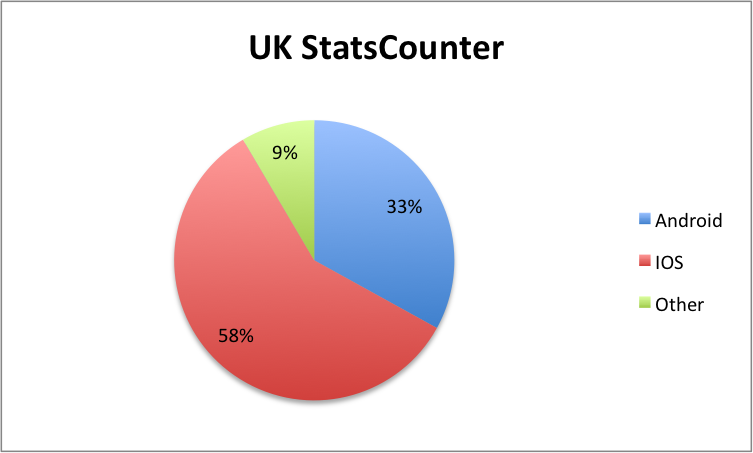 UK StatsCounter
9%
33%
58%
Android
IOS
Other